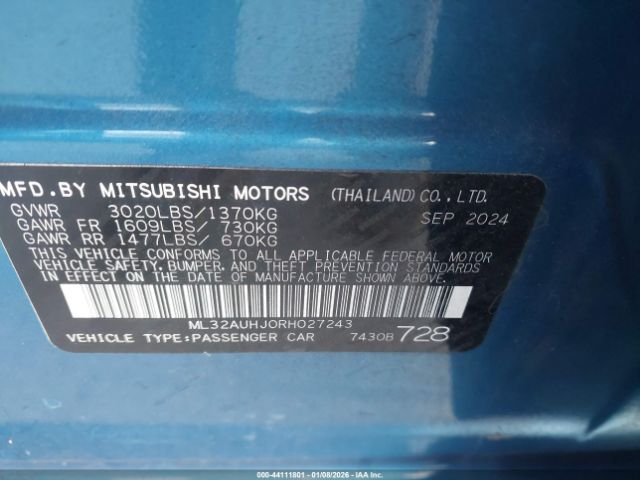 MFD.BY MITSUBISHI MOTORS (THAILAND) CO., LTD.
GVWR 3020LBS/1370KG SEP 2024
GAWR FR 1609LBS/ 730KG
GAWR RR 1477LBS/ 670KG
THIS VEHICLE CONFORMS TO ALL APPLICABLE FEDERAL MOTOR
VEHICLE SAFETY, BUMPER, AND THEFT PREVENTION STANDARDS
IN EFFECT ON THE DATE OF MANUFACTURE SHOWN ABOVE.
ML32AUHJ0RH027243
VEHICLE TYPE:PASSENGER CAR 7430B 728
000-44111801 - 01/08/2026 - IAAI